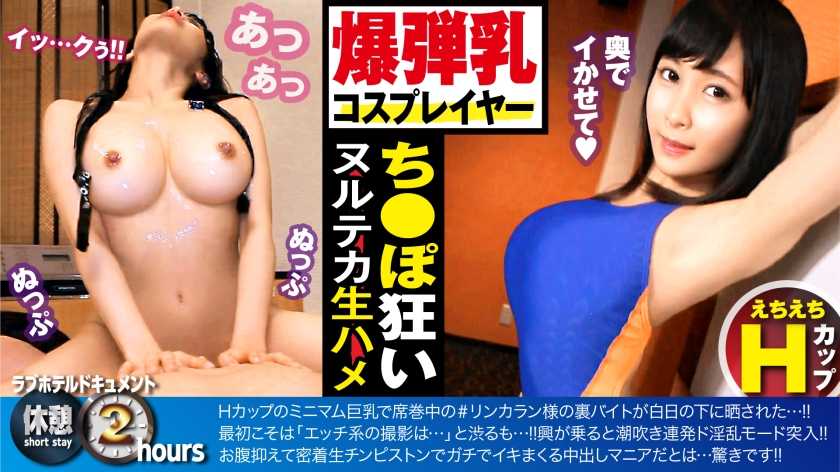 イッ…クぅ!!
あっ
あっ
ぬっぷ
ぬっぷ
爆弾乳
コスプレイヤー
ち●ぽ狂い
ヌルテカ生ハメ
奥で
イかせて♥
えちえち
Hカップ
ラブホテルドキュメント
休憩
short stay
2
hours
Hカップのミニマム巨乳で席巻中の#リンカラン様の裏バイトが白日の下に晒された…!!
最初こそは「エッチ系の撮影は…」と渋るも…!!興が乗ると潮吹き連発ド淫乱モード突入!!
お腹抑えて密着生チンピストンでガチでイキまくる中出しマニアだとは…驚きです!!